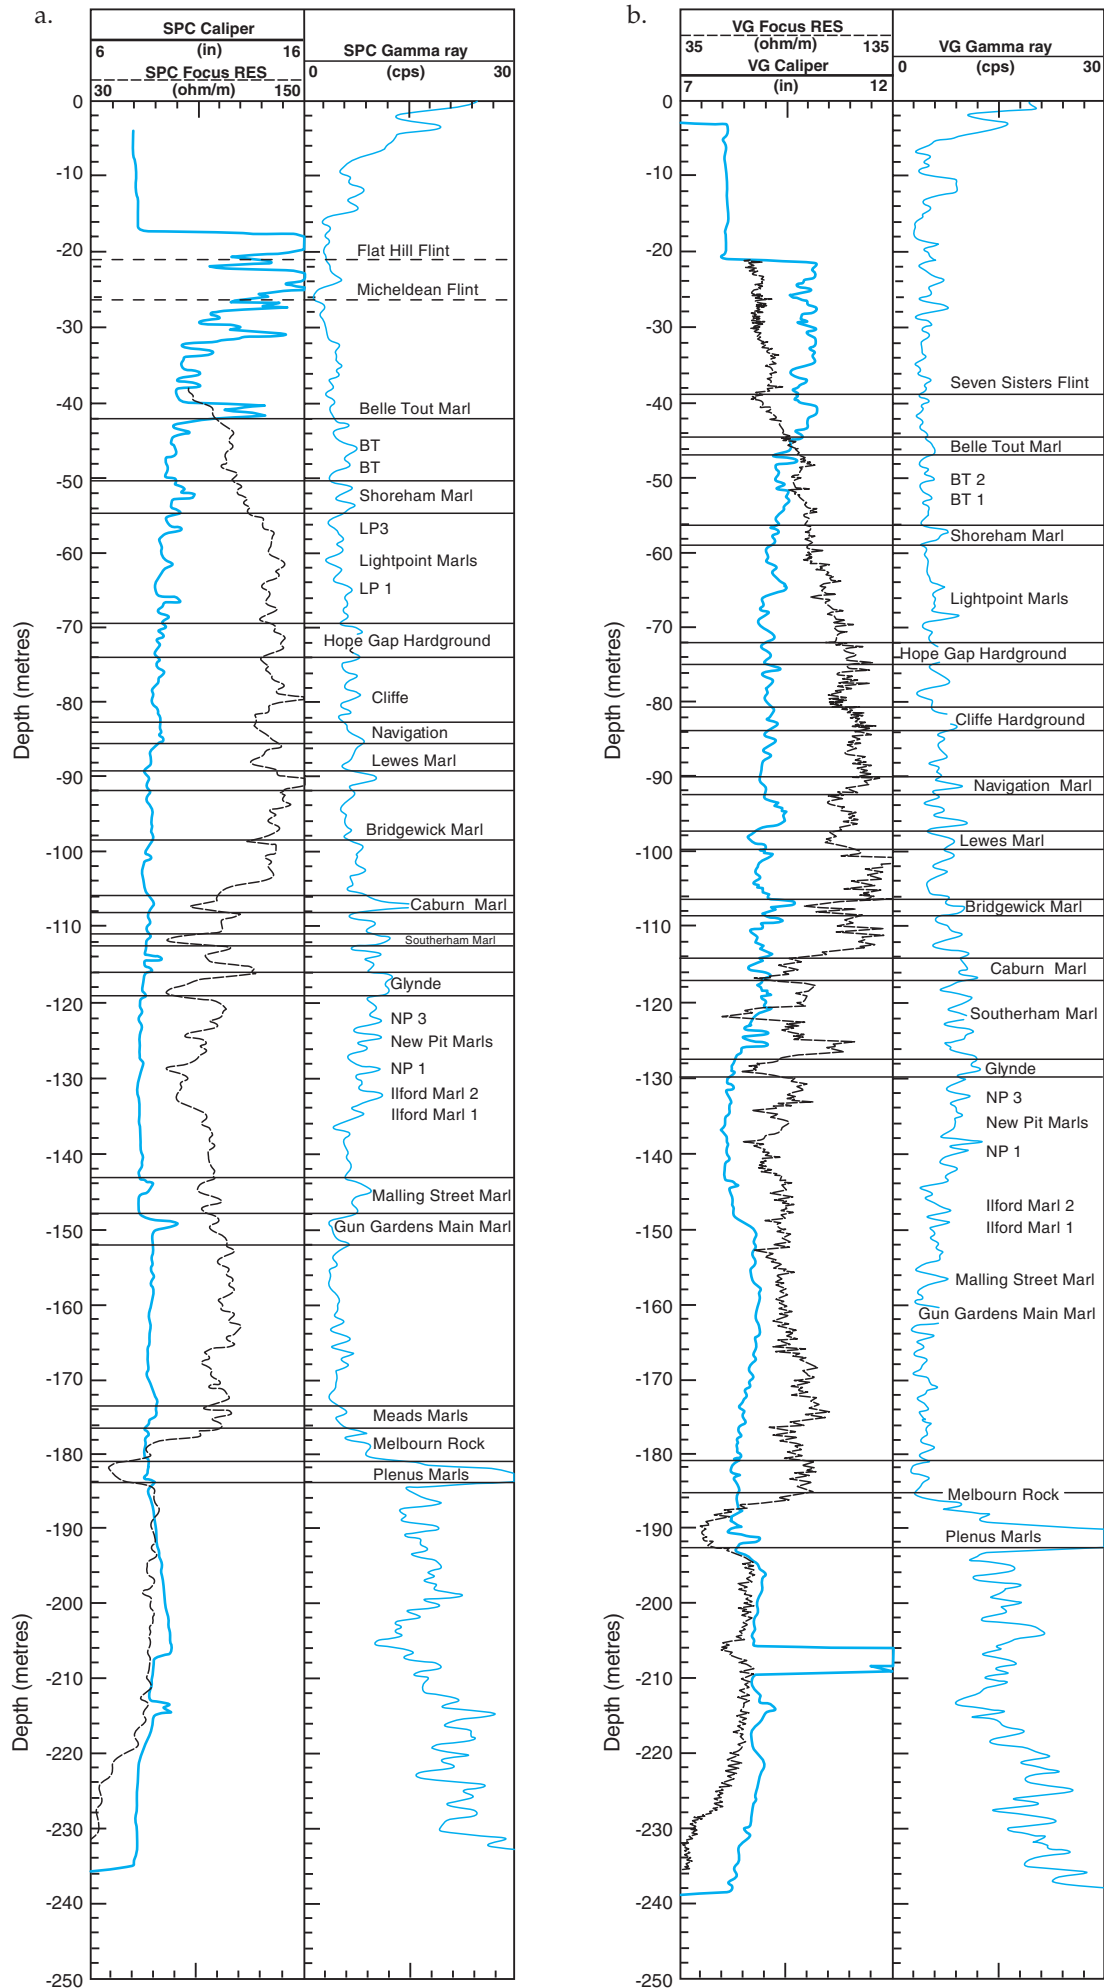 a.
SPC Caliper
6 (in) 16
SPC Focus RES
30 (ohm/m) 150
SPC Gamma ray
0 (cps) 30
0
-10
-20
-30
-40
-50
-60
-70
-80
-90
-100
-110
-120
-130
-140
-150
-160
-170
-180
-190
-200
-210
-220
-230
-240
-250
Depth (metres)
Depth (metres)
Flat Hill Flint
Micheldean Flint
Belle Tout Marl
BT
BT
Shoreham Marl
LP3
Lightpoint Marls
LP 1
Hope Gap Hardground
Cliffe
Navigation
Lewes Marl
Bridgewick Marl
Caburn Marl
Southerham Marl
Glynde
NP 3
New Pit Marls
NP 1
Ilford Marl 2
Ilford Marl 1
Malling Street Marl
Gun Gardens Main Marl
Meads Marls
Melbourn Rock
Plenus Marls
b.
VG Focus RES
35 (ohm/m) 135
VG Caliper
7 (in) 12
VG Gamma ray
0 (cps) 30
0
-10
-20
-30
-40
-50
-60
-70
-80
-90
-100
-110
-120
-130
-140
-150
-160
-170
-180
-190
-200
-210
-220
-230
-240
-250
Depth (metres)
Depth (metres)
Seven Sisters Flint
Belle Tout Marl
BT 2
BT 1
Shoreham Marl
Lightpoint Marls
Hope Gap Hardground
Cliffe Hardground
Navigation Marl
Lewes Marl
Bridgewick Marl
Caburn Marl
Southerham Marl
Glynde
NP 3
New Pit Marls
NP 1
Ilford Marl 2
Ilford Marl 1
Malling Street Marl
Gun Gardens Main Marl
Melbourn Rock
Plenus Marls